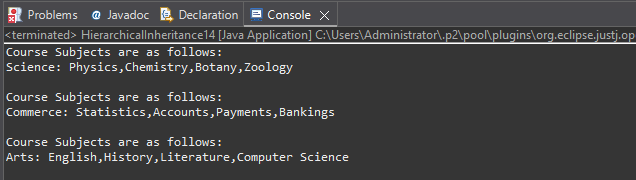 Problems @ Javadoc Declaration Console
<terminated> HierarchicalInheritance14 [Java Application] C:\Users\Administrator\.p2\pool\plugins\org.eclipse.justj.op
Course Subjects are as follows:
Science: Physics,Chemistry,Botany,Zoology
Course Subjects are as follows:
Commerce: Statistics,Accounts,Payments,Bankings
Course Subjects are as follows:
Arts: English,History,Literature,Computer Science